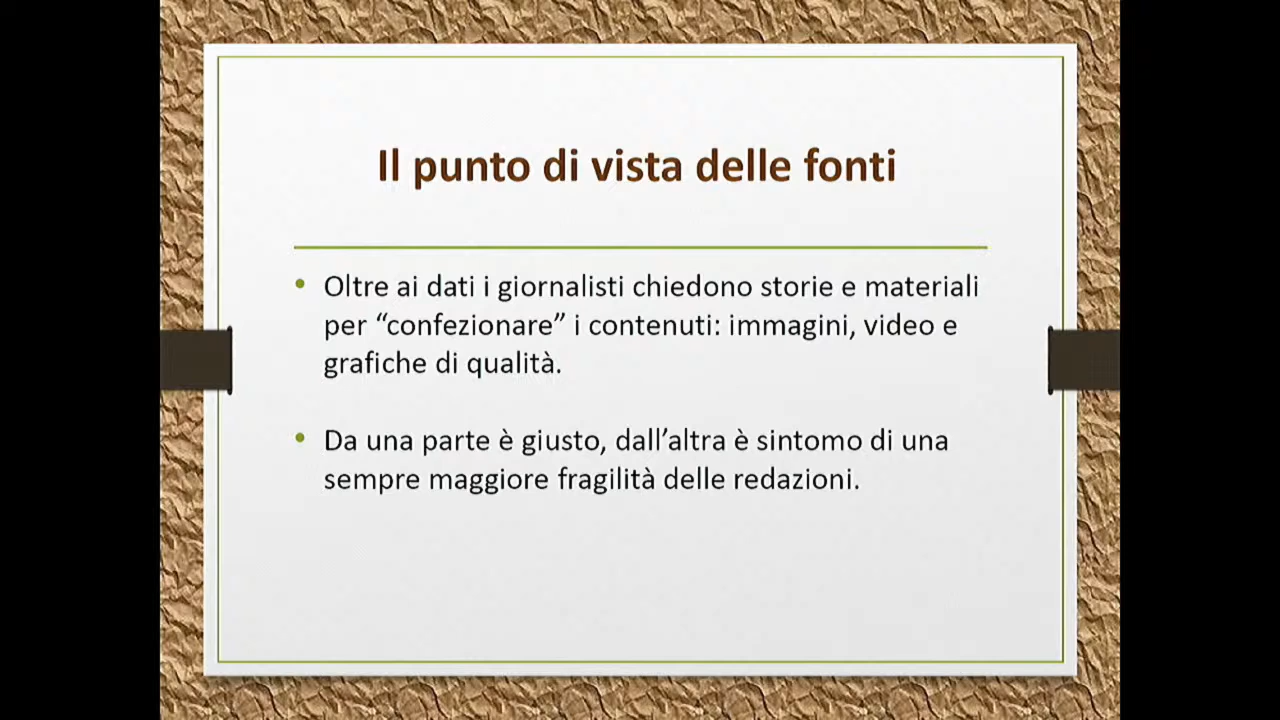 Il punto di vista delle fonti
• Oltre ai dati i giornalisti chiedono storie e materiali
per “confezionare” i contenuti: immagini, video e
grafiche di qualità.
• Da una parte è giusto, dall’altra è sintomo di una
sempre maggiore fragilità delle redazioni.